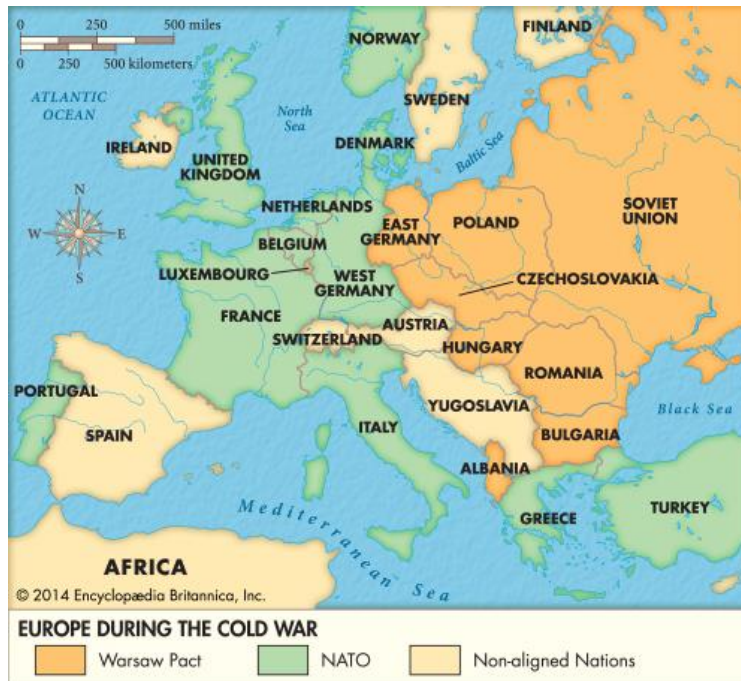 0 250 500 miles
0 250 500 kilometers
NORWAY
FINLAND
ATLANTIC
OCEAN
North
Sea
SWEDEN
IRELAND
UNITED
KINGDOM
DENMARK
Baltic Sea
N
W E
S
NETHERLANDS
BELGIUM
LUXEMBOURG
WEST
GERMANY
EAST
GERMANY
POLAND
SOVIET
UNION
CZECHOSLOVAKIA
FRANCE
SWITZERLAND
AUSTRIA
HUNGARY
ROMANIA
PORTUGAL
SPAIN
ITALY
YUGOSLAVIA
BULGARIA
Black Sea
ALBANIA
GREECE
TURKEY
Mediterranean Sea
AFRICA
© 2014 Encyclopædia Britannica, Inc.
EUROPE DURING THE COLD WAR
Warsaw Pact NATO Non-aligned Nations